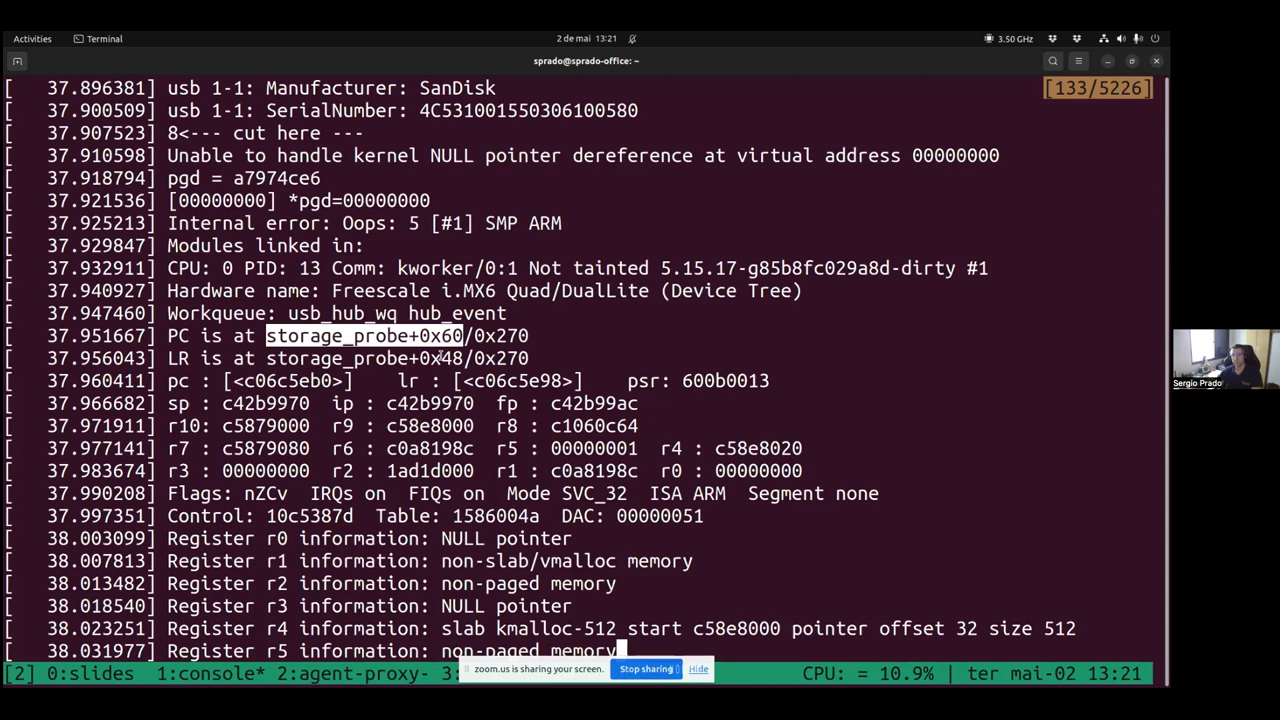 Activities Terminal 2 de mai 13:21 3.50 GHz
sprado@sprado-office: ~
[133/5226]
[ 37.896381] usb 1-1: Manufacturer: SanDisk
[ 37.900509] usb 1-1: SerialNumber: 4C531001550306100580
[ 37.907523] 8<--- cut here ---
[ 37.910598] Unable to handle kernel NULL pointer dereference at virtual address 00000000
[ 37.918794] pgd = a7974ce6
[ 37.921536] [00000000] *pgd=00000000
[ 37.925213] Internal error: Oops: 5 [#1] SMP ARM
[ 37.929847] Modules linked in:
[ 37.932911] CPU: 0 PID: 13 Comm: kworker/0:1 Not tainted 5.15.17-g85b8fc029a8d-dirty #1
[ 37.940927] Hardware name: Freescale i.MX6 Quad/DualLite (Device Tree)
[ 37.947460] Workqueue: usb_hub_wq hub_event
[ 37.951667] PC is at storage_probe+0x60/0x270
[ 37.956043] LR is at storage_probe+0x48/0x270
[ 37.960411] pc : [<c06c5eb0>]    lr : [<c06c5e98>]    psr: 600b0013
[ 37.966682] sp : c42b9970  ip : c42b9970  fp : c42b99ac
[ 37.971911] r10: c5879000  r9 : c58e8000  r8 : c1060c64
[ 37.977141] r7 : c5879080  r6 : c0a8198c  r5 : 00000001  r4 : c58e8020
[ 37.983674] r3 : 00000000  r2 : 1ad1d000  r1 : c0a8198c  r0 : 00000000
[ 37.990208] Flags: nZCv  IRQs on  FIQs on  Mode SVC_32  ISA ARM  Segment none
[ 37.997351] Control: 10c5387d  Table: 1586004a  DAC: 00000051
[ 38.003099] Register r0 information: NULL pointer
[ 38.007813] Register r1 information: non-slab/vmalloc memory
[ 38.013482] Register r2 information: non-paged memory
[ 38.018540] Register r3 information: NULL pointer
[ 38.023251] Register r4 information: slab kmalloc-512 start c58e8000 pointer offset 32 size 512
[ 38.031977] Register r5 information: non-paged memory
[2] 0:slides 1:console* 2:agent-proxy- 3: CPU: = 10.9% | ter mai-02 13:21
zoom.us is sharing your screen. Stop sharing Hide
Sergio Prado